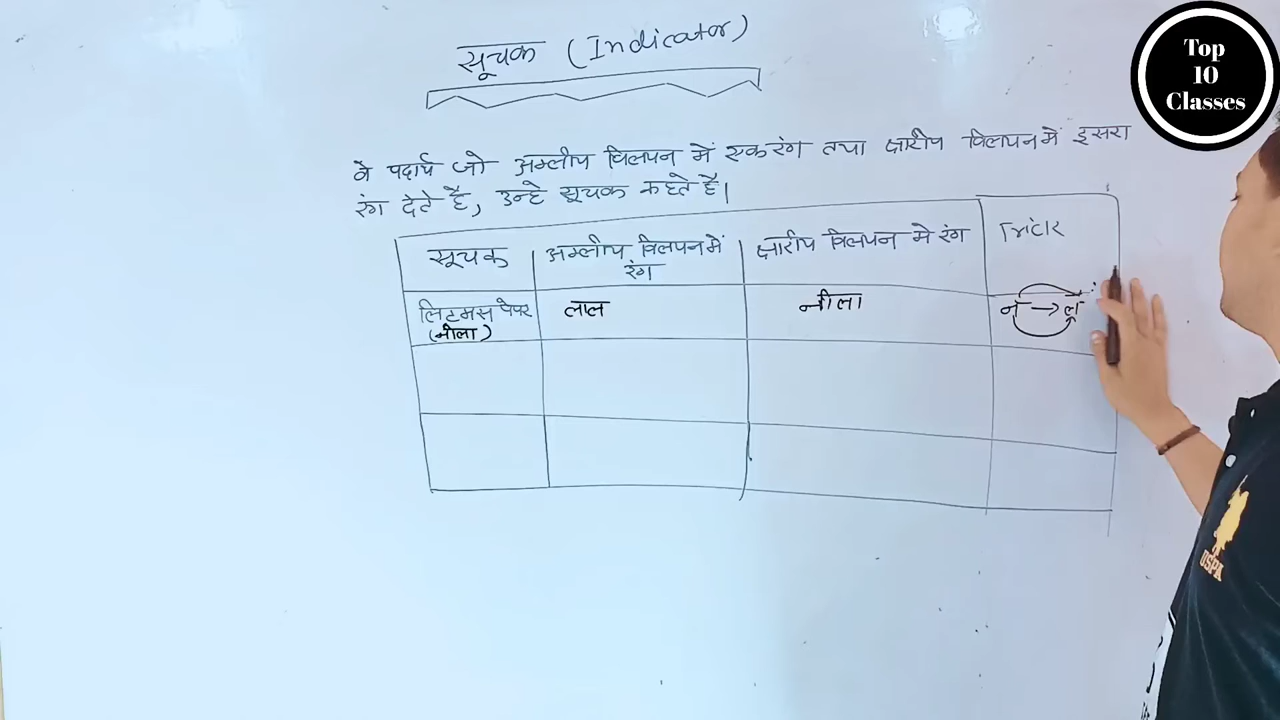 सूचक (Indicator)
Top
10
Classes
वे पदार्थ जो अम्लीय विलयन में एक रंग तथा क्षारीय विलयन में दूसरा
रंग देते है, उन्हे सूचक कहते है।
सूचक
अम्लीय विलयन में
रंग
क्षारीय विलयन मे रंग
लिटमस पेपर
(नीला)
लाल
नीला
न → ल
USPA